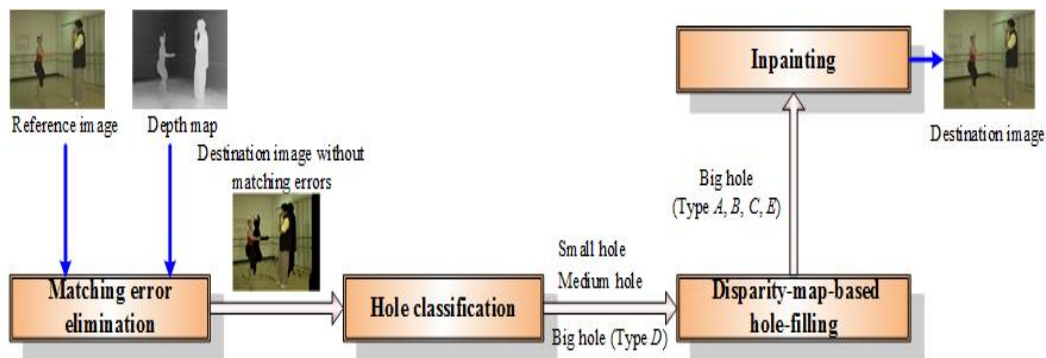 Reference image
Depth map
Destination image without
matching errors
Matching error
elimination
Hole classification
Small hole
Medium hole
Big hole (Type D)
Disparity-map-based
hole-filling
Big hole
(Type A, B, C, E)
Inpainting
Destination image